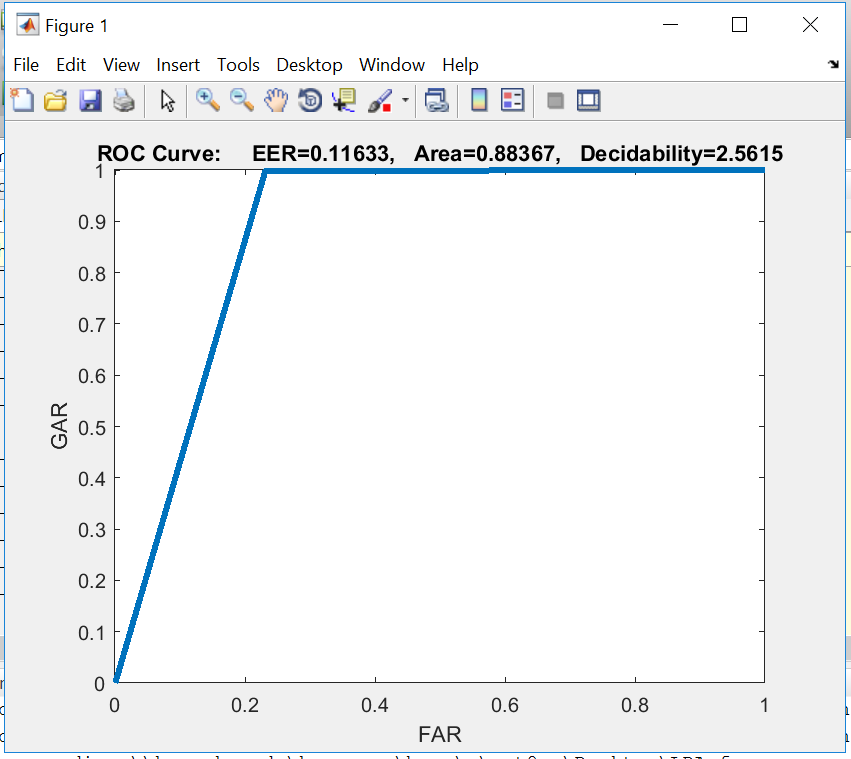 Figure 1
File Edit View Insert Tools Desktop Window Help
ROC Curve: EER=0.11633, Area=0.88367, Decidability=2.5615
1
0.9
0.8
0.7
0.6
0.5
0.4
0.3
0.2
0.1
0
GAR
0 0.2 0.4 0.6 0.8 1
FAR